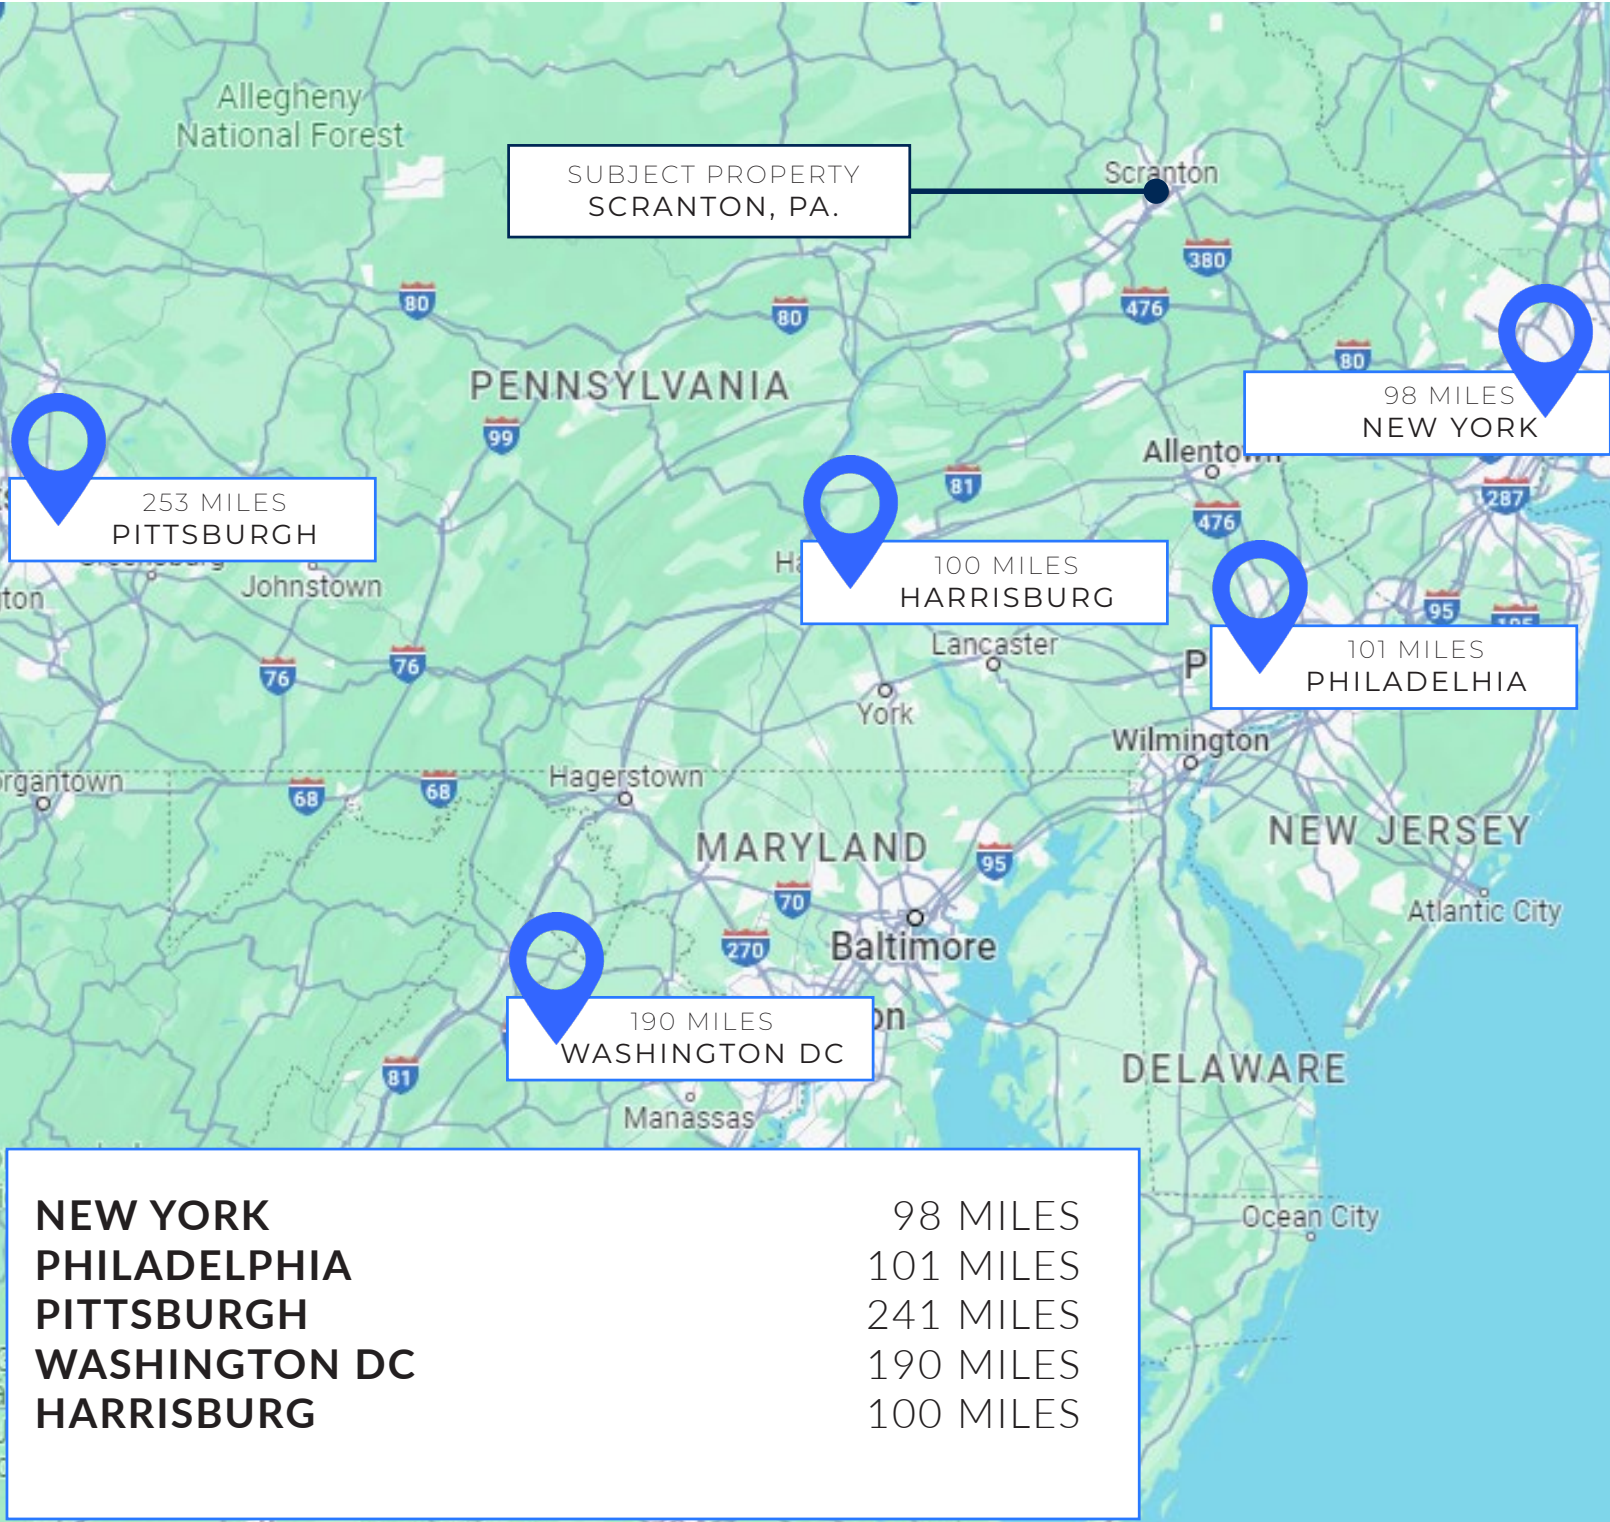 Allegheny
National Forest
SUBJECT PROPERTY
SCRANTON, PA.
Scranton
380
80
80
476
80
PENNSYLVANIA
98 MILES
NEW YORK
99
Allentown
81
287
253 MILES
PITTSBURGH
476
100 MILES
HARRISBURG
Johnstown
95
Lancaster
101 MILES
PHILADELHIA
76
76
York
Wilmington
Hagerstown
68
68
NEW JERSEY
MARYLAND
95
70
Atlantic City
270
Baltimore
190 MILES
WASHINGTON DC
81
DELAWARE
Manassas
NEW YORK 98 MILES
PHILADELPHIA 101 MILES
PITTSBURGH 241 MILES
WASHINGTON DC 190 MILES
HARRISBURG 100 MILES
Ocean City